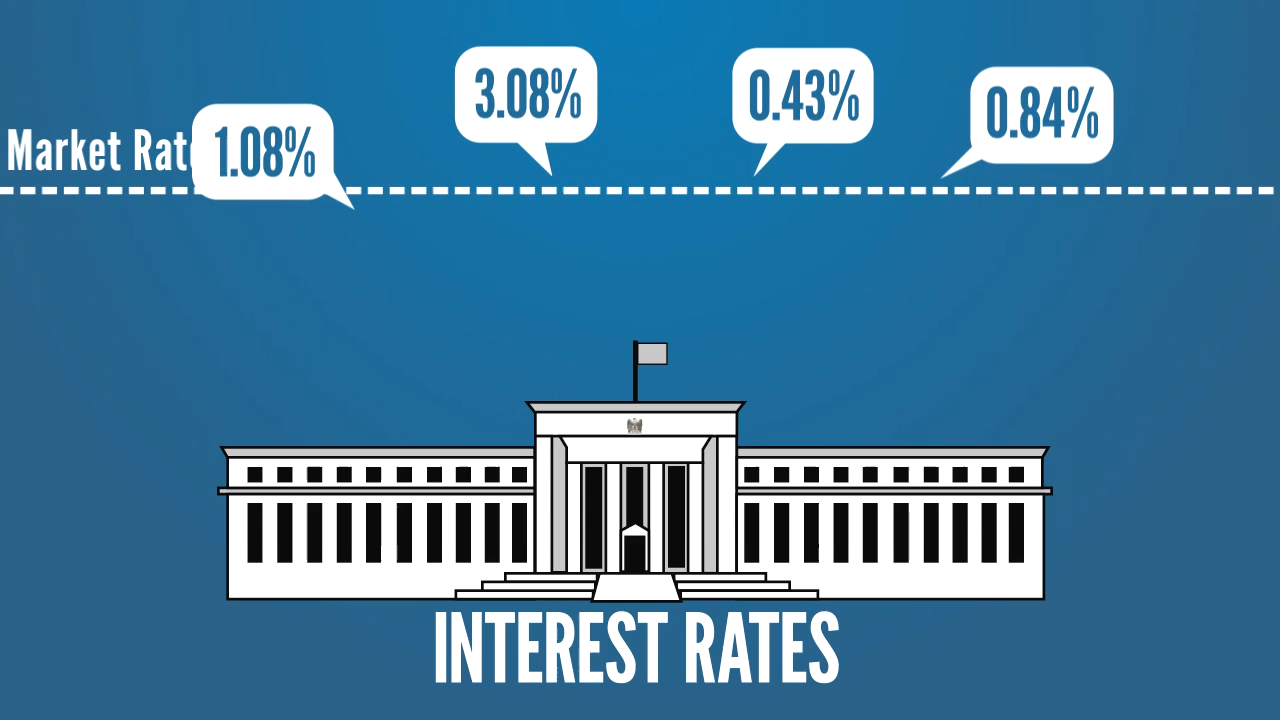 3.08%
0.43%
0.84%
1.08%
Market Rat
INTEREST RATES